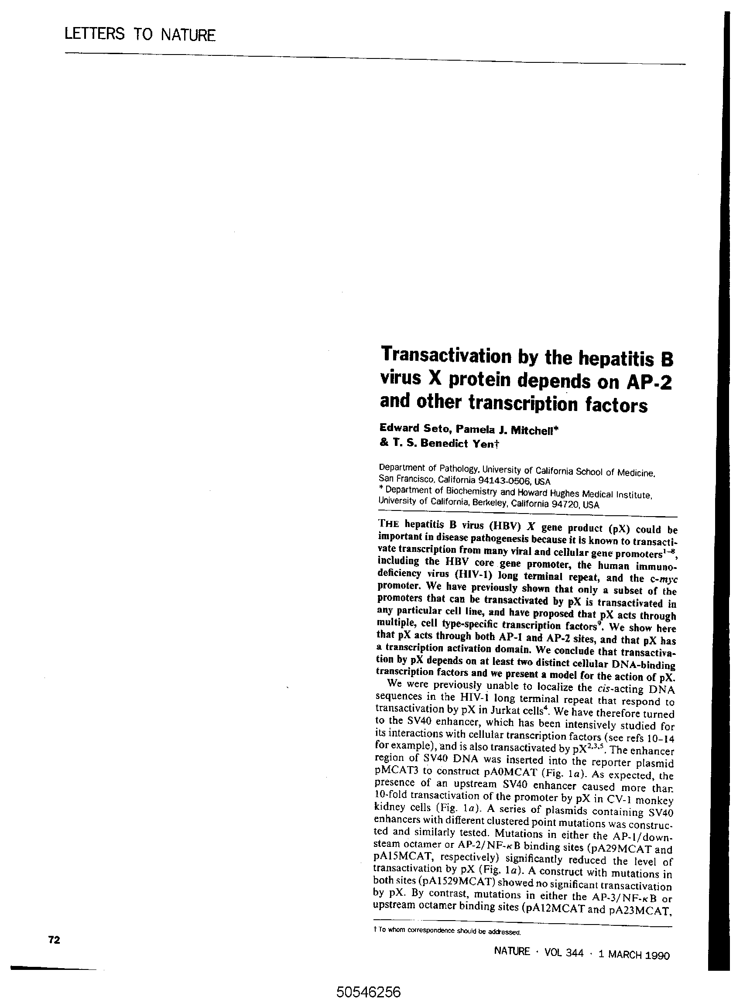 LETTERS TO NATURE
Transactivation by the hepatitis B
virus X protein depends on AP-2
and other transcription factors
Edward Seto, Pamela J. Mitchell*
& T. S. Benedict Yen†
Department of Pathology, University of California School of Medicine,
San Francisco, California 94143-0506, USA
* Department of Biochemistry and Howard Hughes Medical Institute,
University of California, Berkeley, California 94720, USA
THE hepatitis B virus (HBV) X gene product (pX) could be
important in disease pathogenesis because it is known to transacti-
vate transcription from many viral and cellular gene promoters¹⁻⁸,
including the HBV core gene promoter, the human immuno-
deficiency virus (HIV-1) long terminal repeat, and the c-myc
promoter. We have previously shown that only a subset of the
promoters that can be transactivated by pX is transactivated in
any particular cell line, and have proposed that pX acts through
multiple, cell type-specific transcription factors⁹. We show here
that pX acts through both AP-1 and AP-2 sites, and that pX has
a transcription activation domain. We conclude that transactiva-
tion by pX depends on at least two distinct cellular DNA-binding
transcription factors and we present a model for the action of pX.
We were previously unable to localize the cis-acting DNA
sequences in the HIV-1 long terminal repeat that respond to
transactivation by pX in Jurkat cells⁴. We have therefore turned
to the SV40 enhancer, which has been intensively studied for
its interactions with cellular transcription factors (see refs 10-14
for example), and is also transactivated by pX²,³,⁵. The enhancer
region of SV40 DNA was inserted into the reporter plasmid
pMCAT3 to construct pA0MCAT (Fig. 1a). As expected, the
presence of an upstream SV40 enhancer caused more than
10-fold transactivation of the promoter by pX in CV-1 monkey
kidney cells (Fig. 1a). A series of plasmids containing SV40
enhancers with different clustered point mutations was construc-
ted and similarly tested. Mutations in either the AP-1/down-
steam octamer or AP-2/NF-κB binding sites (pA29MCAT and
pA15MCAT, respectively) significantly reduced the level of
transactivation by pX (Fig. 1a). A construct with mutations in
both sites (pA1529MCAT) showed no significant transactivation
by pX. By contrast, mutations in either the AP-3/NF-κB or
upstream octamer binding sites (pA12MCAT and pA23MCAT,
† To whom correspondence should be addressed.
72
NATURE · VOL 344 · 1 MARCH 1990
50546256